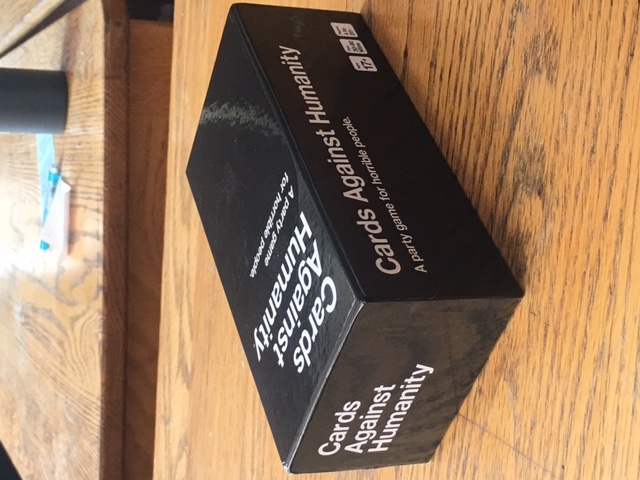 Cards
Against
Humanity
A party game
for horrible people.
Cards Against Humanity
A party game for horrible people.
17+
Cards
Against
Humanity